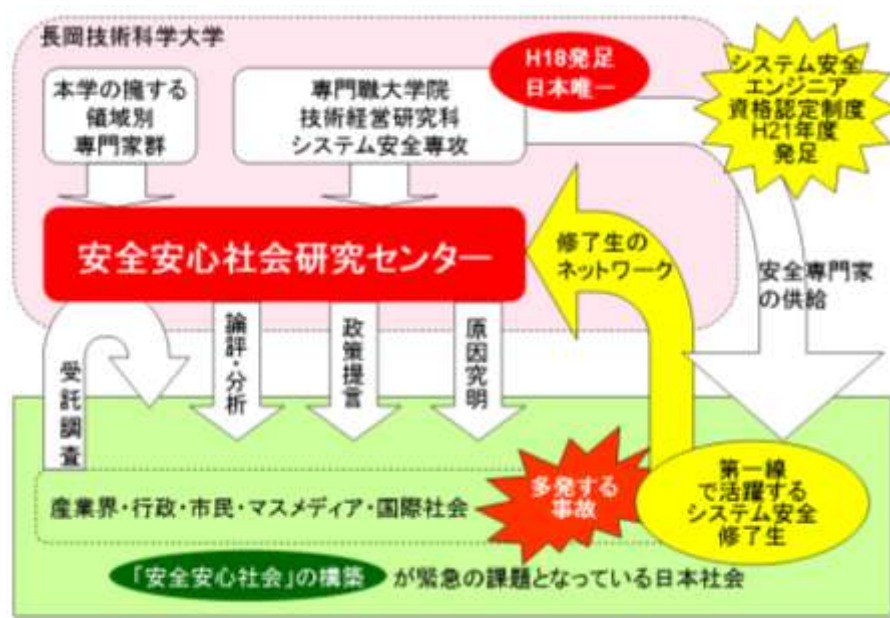 長岡技術科学大学
H18発足
日本唯一
システム安全
エンジニア
資格認定制度
H21年度
発足
本学の擁する
領域別
専門家群
専門職大学院
技術経営研究科
システム安全専攻
安全安心社会研究センター
修了生の
ネットワーク
安全専門家
の供給
受託調査
論評・分析
政策提言
原因究明
産業界・行政・市民・マスメディア・国際社会
多発する
事故
第一線
で活躍する
システム安全
修了生
「安全安心社会」の構築 が緊急の課題となっている日本社会